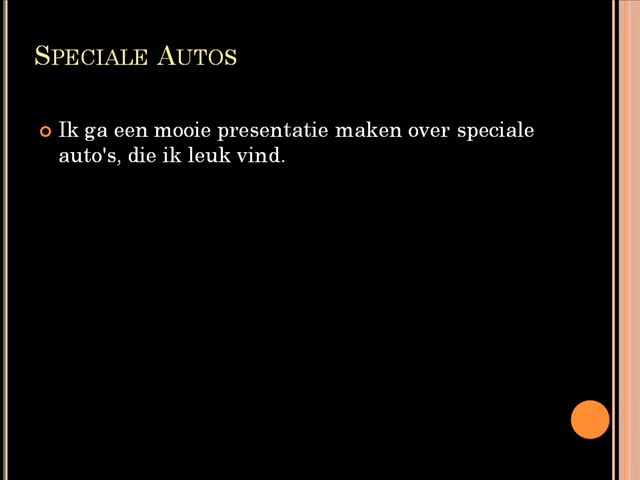 Speciale Autos
Ik ga een mooie presentatie maken over speciale
auto's, die ik leuk vind.